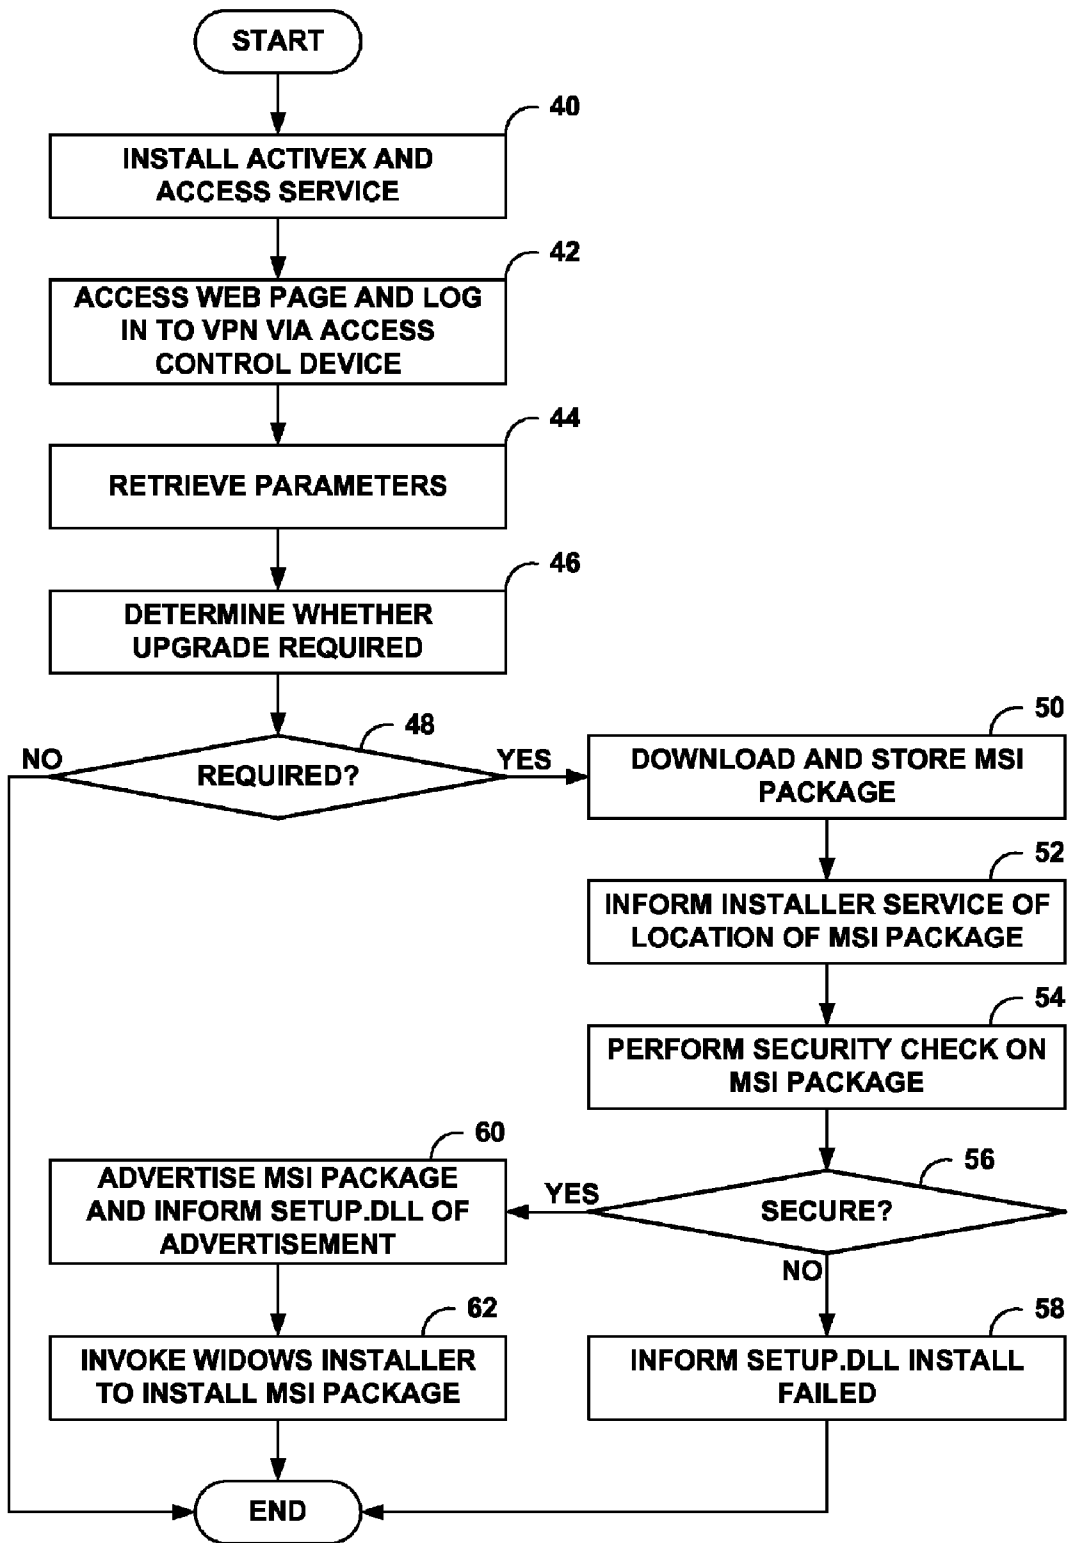 START
40
INSTALL ACTIVEX AND
ACCESS SERVICE
42
ACCESS WEB PAGE AND LOG
IN TO VPN VIA ACCESS
CONTROL DEVICE
44
RETRIEVE PARAMETERS
46
DETERMINE WHETHER
UPGRADE REQUIRED
48
NO
REQUIRED?
YES
50
DOWNLOAD AND STORE MSI
PACKAGE
52
INFORM INSTALLER SERVICE OF
LOCATION OF MSI PACKAGE
54
PERFORM SECURITY CHECK ON
MSI PACKAGE
56
SECURE?
YES
NO
60
ADVERTISE MSI PACKAGE
AND INFORM SETUP.DLL OF
ADVERTISEMENT
62
INVOKE WIDOWS INSTALLER
TO INSTALL MSI PACKAGE
58
INFORM SETUP.DLL INSTALL
FAILED
END